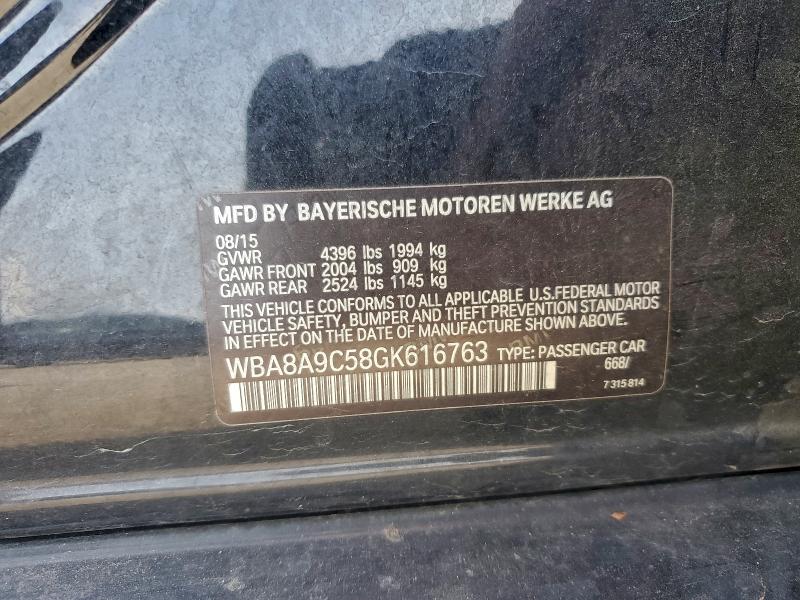 MFD BY BAYERISCHE MOTOREN WERKE AG
08/15
GVWR 4396 lbs 1994 kg
GAWR FRONT 2004 lbs 909 kg
GAWR REAR 2524 lbs 1145 kg
THIS VEHICLE CONFORMS TO ALL APPLICABLE U.S.FEDERAL MOTOR
VEHICLE SAFETY, BUMPER AND THEFT PREVENTION STANDARDS
IN EFFECT ON THE DATE OF MANUFACTURE SHOWN ABOVE.
WBA8A9C58GK616763 TYPE: PASSENGER CAR
668/
7 315 814